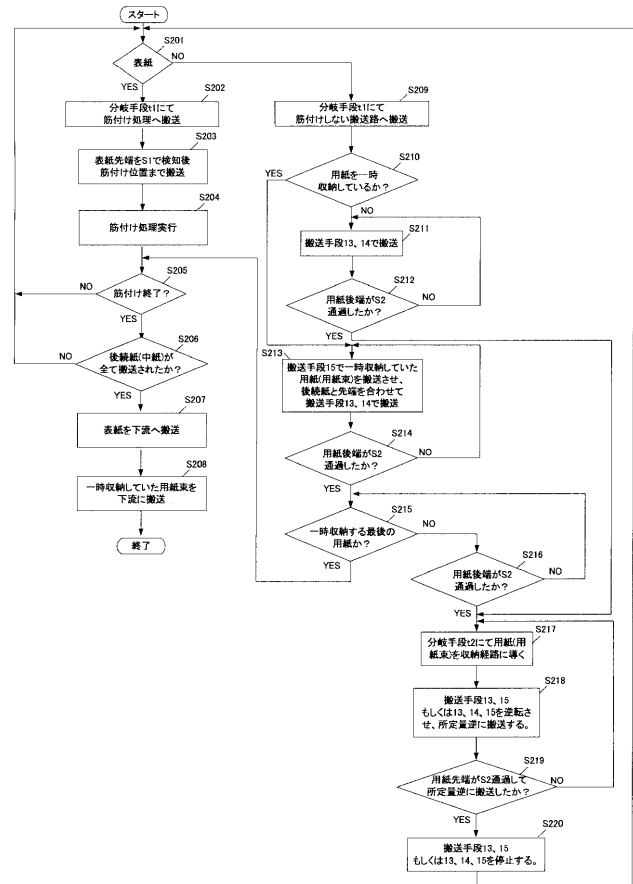 スタート
S201
表紙
NO
YES
S202
分岐手段t1にて
筋付け処理へ搬送
S203
表紙先端をS1で検知後
筋付け位置まで搬送
S204
筋付け処理実行
S205
筋付け終了？
NO
YES
S206
後続紙(中紙)が
全て搬送されたか？
NO
YES
S207
表紙を下流へ搬送
S208
一時収納していた用紙束を
下流に搬送
終了
S209
分岐手段t1にて
筋付けしない搬送路へ搬送
S210
用紙を一時
収納しているか？
YES
NO
S211
搬送手段13、14で搬送
S212
用紙後端がS2
通過したか？
NO
YES
S213
搬送手段15で一時収納していた
用紙(用紙束)を搬送させ、
後続紙と先端を合わせて
搬送手段13、14で搬送
S214
用紙後端がS2
通過したか？
NO
YES
S215
一時収納する最後の
用紙か？
NO
YES
S216
用紙後端がS2
通過したか？
NO
YES
S217
分岐手段t2にて用紙(用
紙束)を収納経路に導く
S218
搬送手段13、15
もしくは13、14、15を逆転さ
せ、所定量逆に搬送する。
S219
用紙先端がS2通過して
所定量逆に搬送したか？
NO
YES
S220
搬送手段13、15
もしくは13、14、15を停止する。